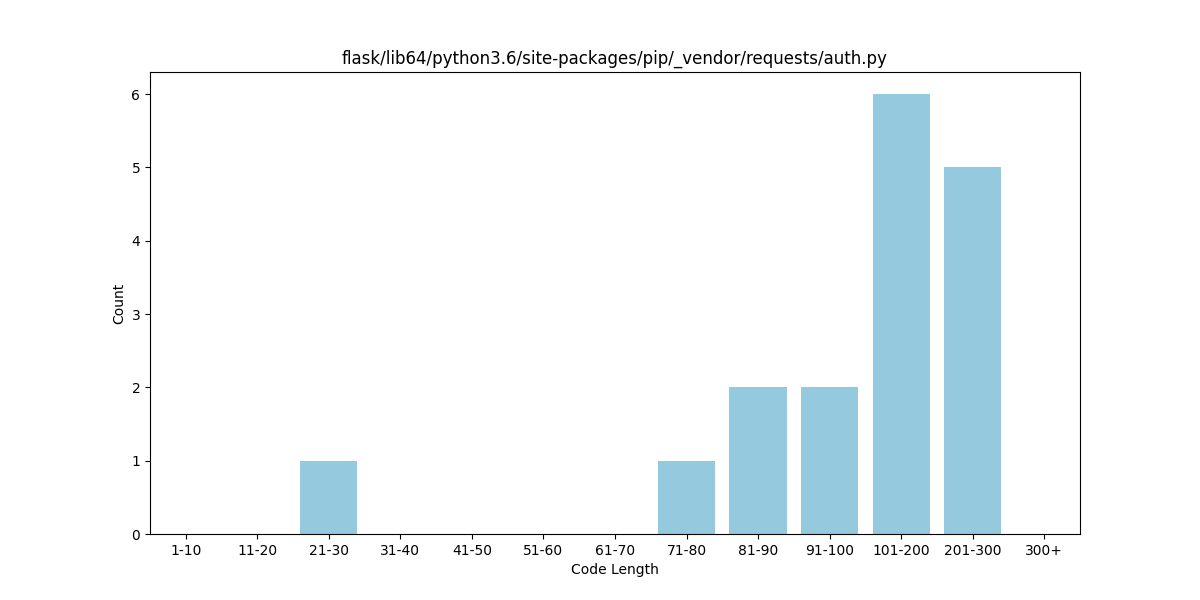 flask/lib64/python3.6/site-packages/pip/_vendor/requests/auth.py
6
5
4
3
2
1
0
Count
1-10 11-20 21-30 31-40 41-50 51-60 61-70 71-80 81-90 91-100 101-200 201-300 300+
Code Length